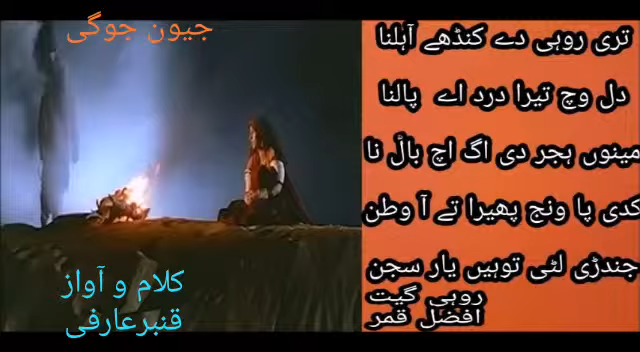 جیون جوگی
تری روہی دے کنڈھے آہلنا
دل وچ تیرا درد اے پالنا
مینوں ہجر دی اگ اچ بالݨ نا
کدی پا ونج پھیرا تے آ وطن
جندڑی لٹی توہیں یار سجن
روہی گیت
افضل قمر
کلام و آواز
قنبرعارفی